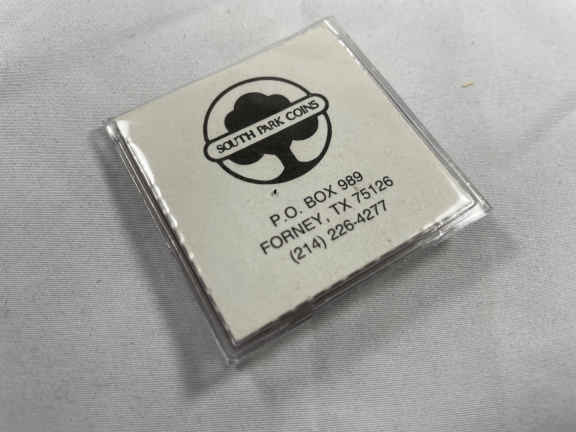 SOUTH PARK COINS
P.O. BOX 989
FORNEY, TX 75126
(214) 226-4277